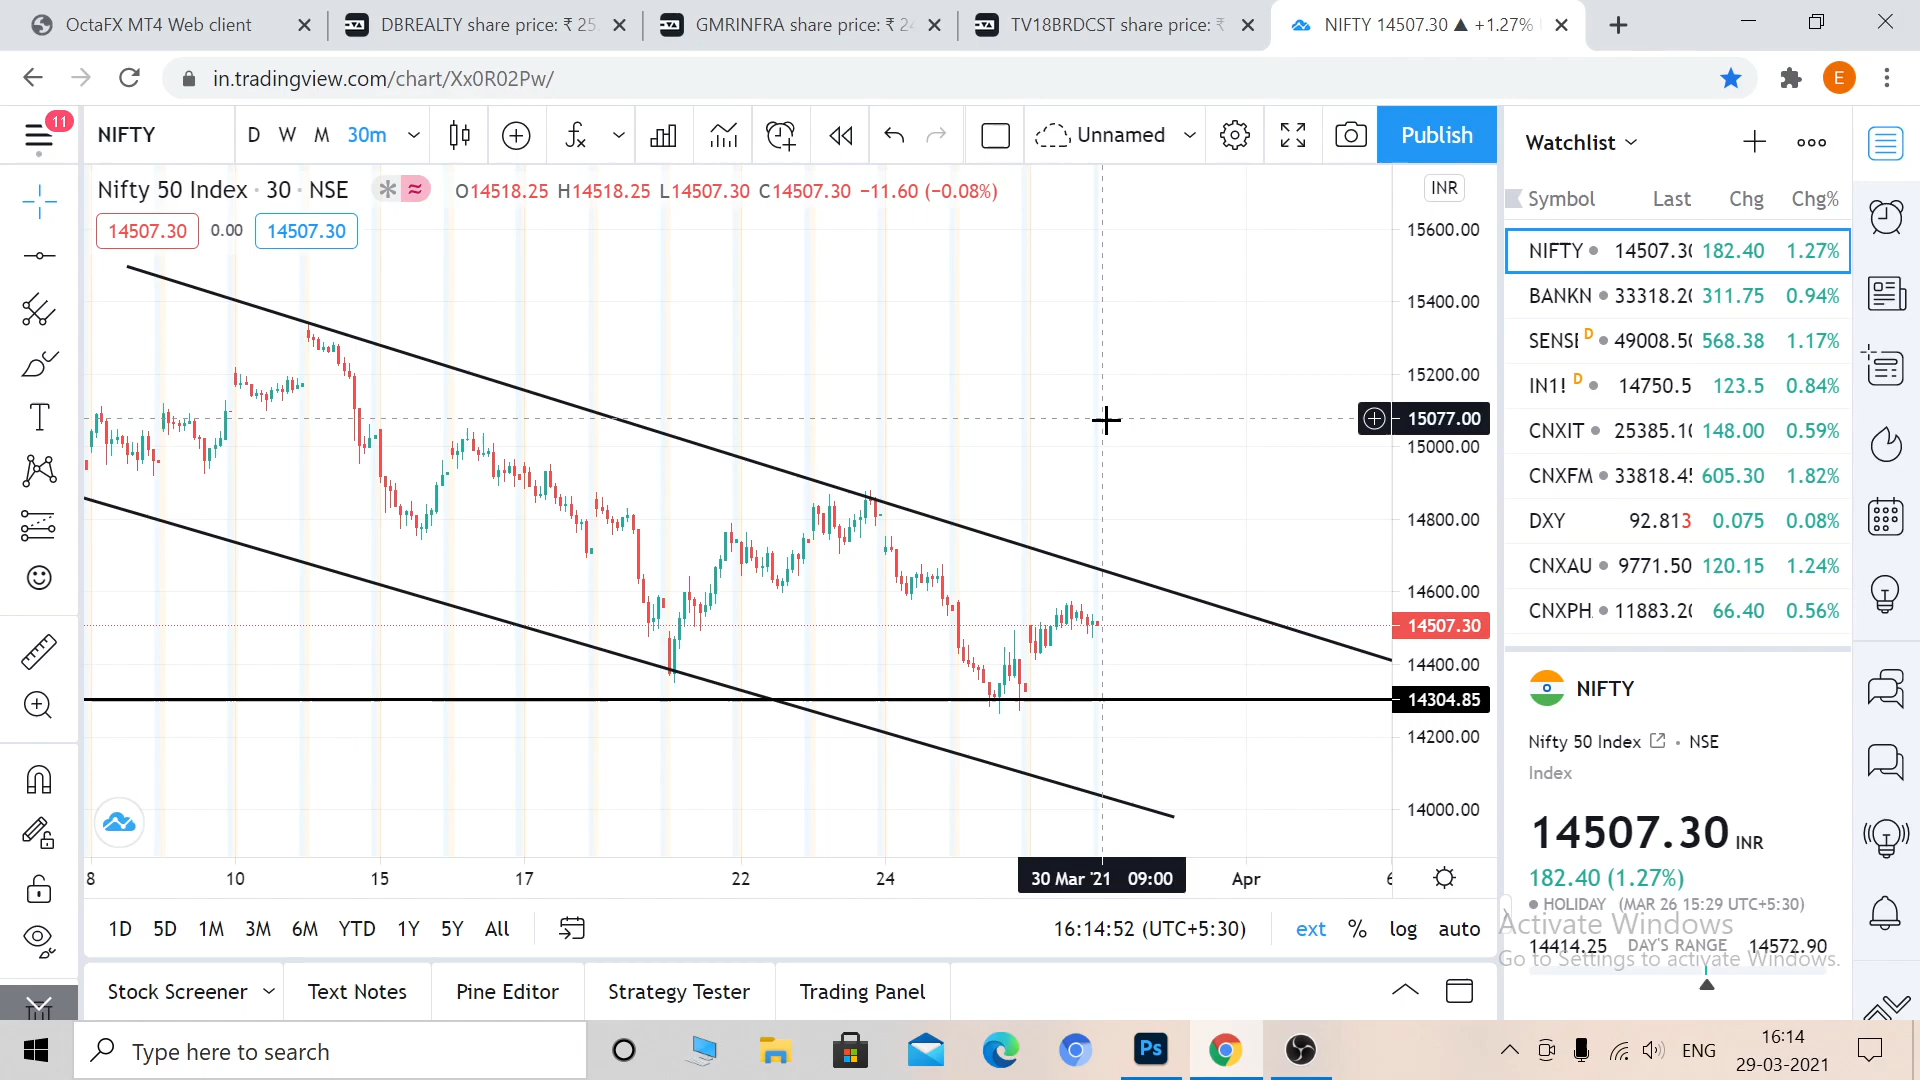 OctaFX MT4 Web client
DBREALTY share price: ₹ 25
GMRINFRA share price: ₹ 24
TV18BRDCST share price: ₹
NIFTY 14507.30 ▲ +1.27%
in.tradingview.com/chart/Xx0R02Pw/
E
11
NIFTY
D W M 30m
Unnamed
Publish
Nifty 50 Index · 30 · NSE
O14518.25 H14518.25 L14507.30 C14507.30 −11.60 (−0.08%)
14507.30 0.00 14507.30
INR
15600.00
15400.00
15200.00
15077.00
15000.00
14800.00
14600.00
14507.30
14400.00
14304.85
14200.00
14000.00
8 10 15 17 22 24 30 Mar '21 09:00 Apr 6
1D 5D 1M 3M 6M YTD 1Y 5Y All
16:14:52 (UTC+5:30) ext % log auto
Stock Screener Text Notes Pine Editor Strategy Tester Trading Panel
Watchlist
Symbol Last Chg Chg%
NIFTY 14507.30 182.40 1.27%
BANKN 33318.20 311.75 0.94%
SENSE D 49008.50 568.38 1.17%
IN1! D 14750.5 123.5 0.84%
CNXIT 25385.10 148.00 0.59%
CNXFM 33818.45 605.30 1.82%
DXY 92.813 0.075 0.08%
CNXAU 9771.50 120.15 1.24%
CNXPH 11883.20 66.40 0.56%
NIFTY
Nifty 50 Index · NSE
Index
14507.30 INR
182.40 (1.27%)
HOLIDAY (MAR 26 15:29 UTC+5:30)
14414.25 DAY'S RANGE 14572.90
Activate Windows
Go to Settings to activate Windows.
Type here to search
Ps
ENG
16:14
29-03-2021